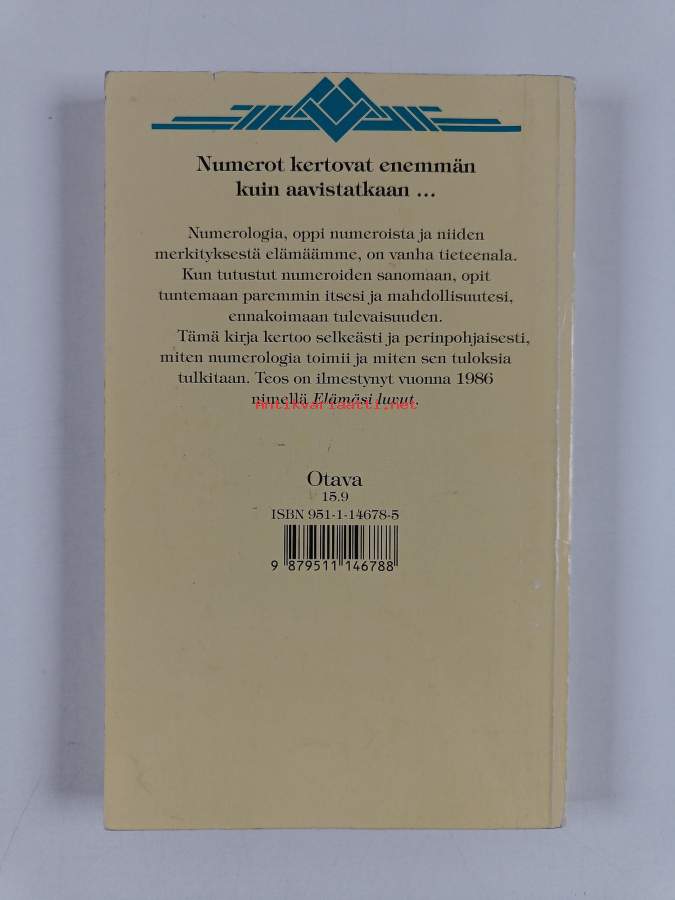 Numerot kertovat enemmän
kuin aavistatkaan ...
Numerologia, oppi numeroista ja niiden
merkityksestä elämäämme, on vanha tieteenala.
Kun tutustut numeroiden sanomaan, opit
tuntemaan paremmin itsesi ja mahdollisuutesi,
ennakoimaan tulevaisuuden.
Tämä kirja kertoo selkeästi ja perinpohjaisesti,
miten numerologia toimii ja miten sen tuloksia
tulkitaan. Teos on ilmestynyt vuonna 1986
nimellä Elämäsi luvut.
Antikvariaatti.net
Otava
15.9
ISBN 951-1-14678-5
9 879511 146788